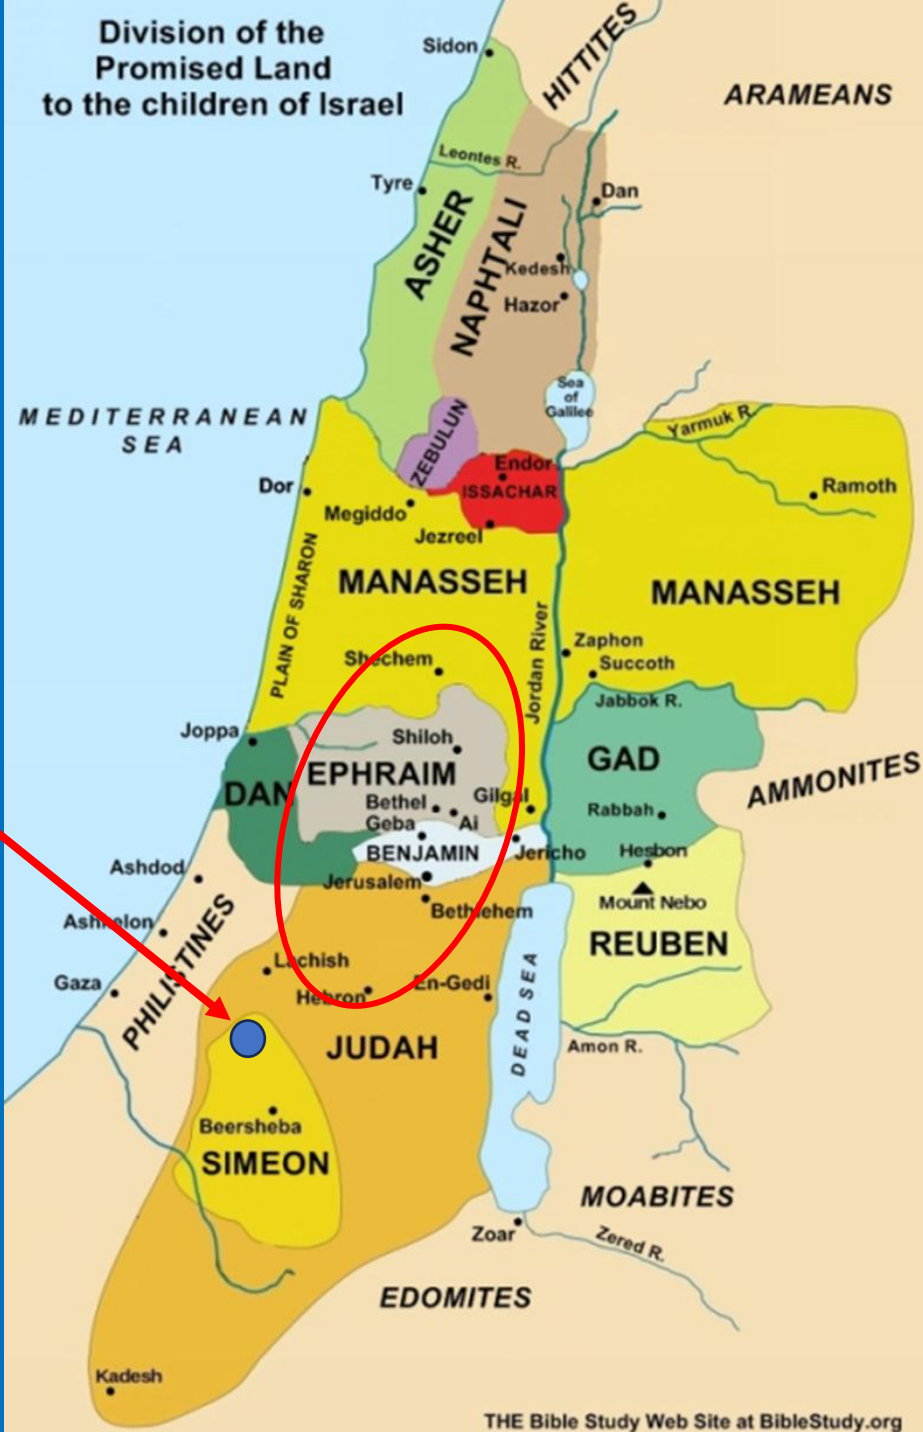 Division of the
Promised Land
to the children of Israel
Sidon
HITTITES
ARAMEANS
Leontes R.
Tyre
Dan
ASHER
NAPHTALI
Kedesh
Hazor
Sea
of
Galilee
MEDITERRANEAN
SEA
ZEBULUN
Yarmuk R.
Endor
ISSACHAR
Dor
Ramoth
Megiddo
Jezreel
PLAIN OF SHARON
MANASSEH
MANASSEH
Jordan River
Zaphon
Shechem
Succoth
Jabbok R.
Joppa
Shiloh
GAD
EPHRAIM
DAN
AMMONITES
Bethel
Gilgal
Rabbah
Geba
Ai
BENJAMIN
Jericho
Hesbon
Ashdod
Jerusalem
Mount Nebo
Bethlehem
Ashkelon
PHILISTINES
REUBEN
Lachish
Gaza
En-Gedi
Hebron
DEAD SEA
JUDAH
Amon R.
Beersheba
SIMEON
MOABITES
Zoar
Zered R.
EDOMITES
Kadesh
THE Bible Study Web Site at BibleStudy.org